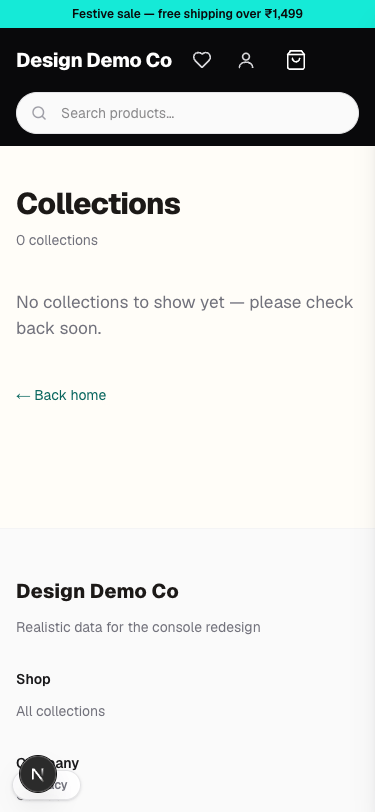 Festive sale — free shipping over ₹1,499
Design Demo Co
Search products...
Collections
0 collections
No collections to show yet — please check
back soon.
← Back home
Design Demo Co
Realistic data for the console redesign
Shop
All collections
N